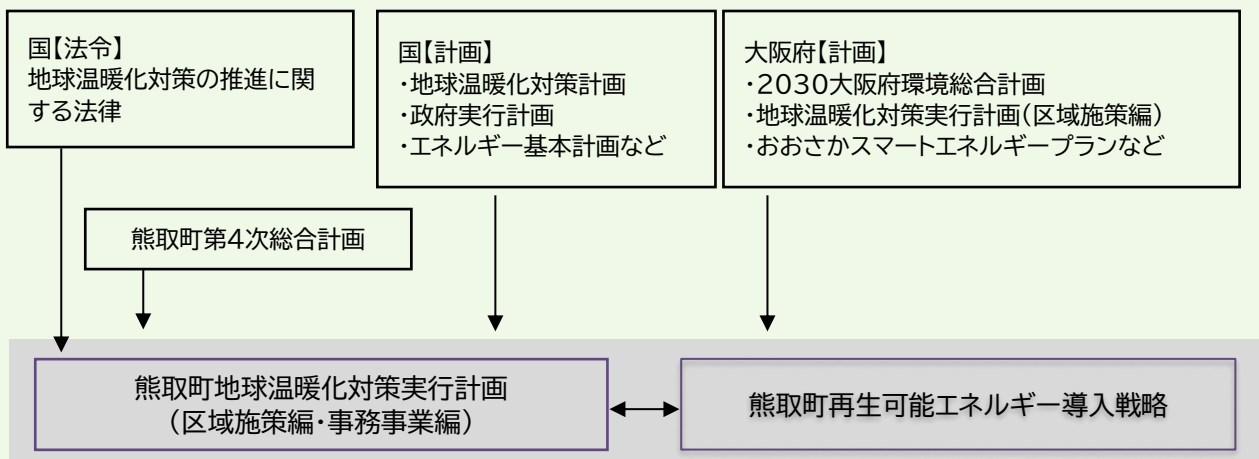 国【法令】
地球温暖化対策の推進に関
する法律
国【計画】
・地球温暖化対策計画
・政府実行計画
・エネルギー基本計画など
大阪府【計画】
・2030大阪府環境総合計画
・地球温暖化対策実行計画(区域施策編)
・おおさかスマートエネルギープランなど
熊取町第4次総合計画
熊取町地球温暖化対策実行計画
(区域施策編・事務事業編)
熊取町再生可能エネルギー導入戦略